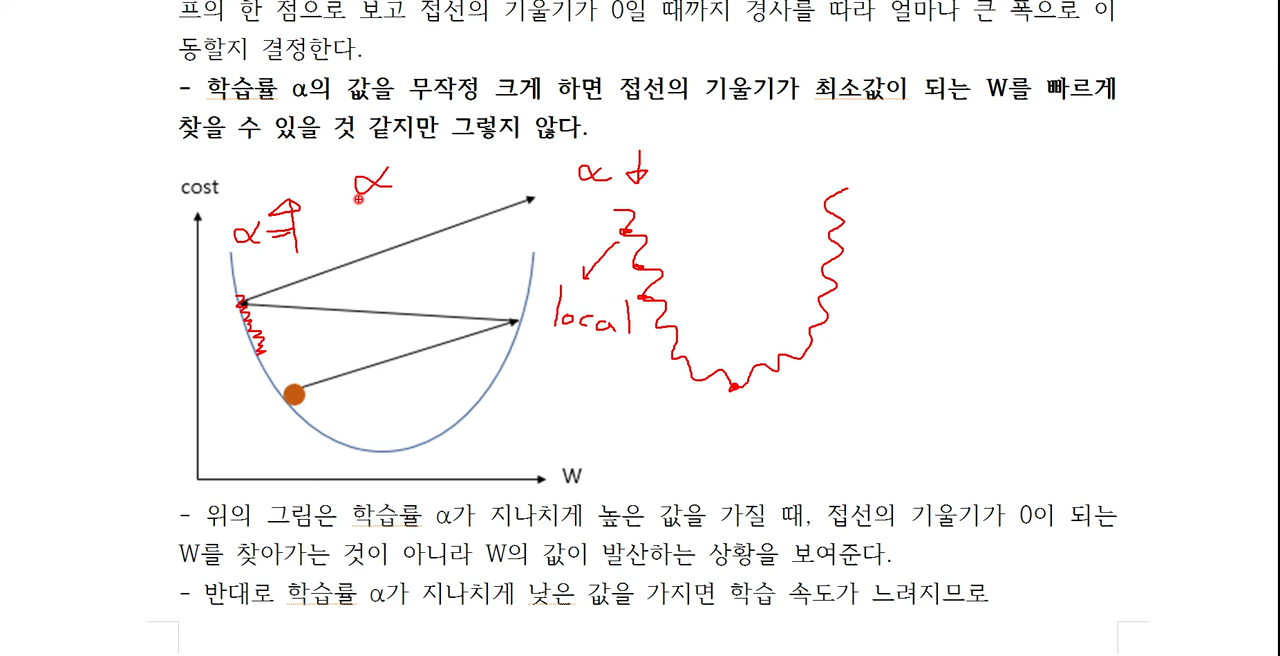 프의 한 점으로 보고 접선의 기울기가 0일 때까지 경사를 따라 얼마나 큰 폭으로 이
동할지 결정한다.
- 학습률 α의 값을 무작정 크게 하면 접선의 기울기가 최소값이 되는 W를 빠르게
찾을 수 있을 것 같지만 그렇지 않다.
cost
α
α ↓
α ↑
local
W
- 위의 그림은 학습률 α가 지나치게 높은 값을 가질 때, 접선의 기울기가 0이 되는
W를 찾아가는 것이 아니라 W의 값이 발산하는 상황을 보여준다.
- 반대로 학습률 α가 지나치게 낮은 값을 가지면 학습 속도가 느려지므로